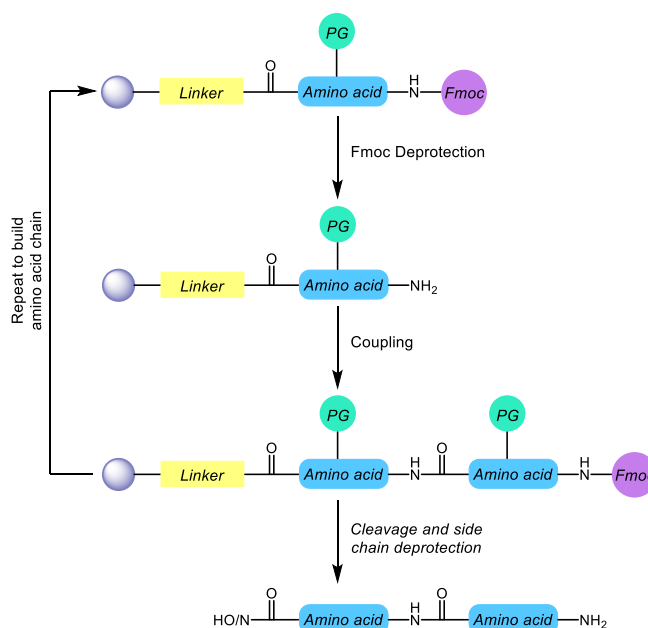 PG
O
H
Linker
Amino acid
N
Fmoc
Fmoc Deprotection
PG
O
Linker
Amino acid
NH2
Repeat to build
amino acid chain
Coupling
PG
PG
O
H
O
H
Linker
Amino acid
N
Amino acid
N
Fmoc
Cleavage and side
chain deprotection
O
H
O
HO/N
Amino acid
N
Amino acid
NH2